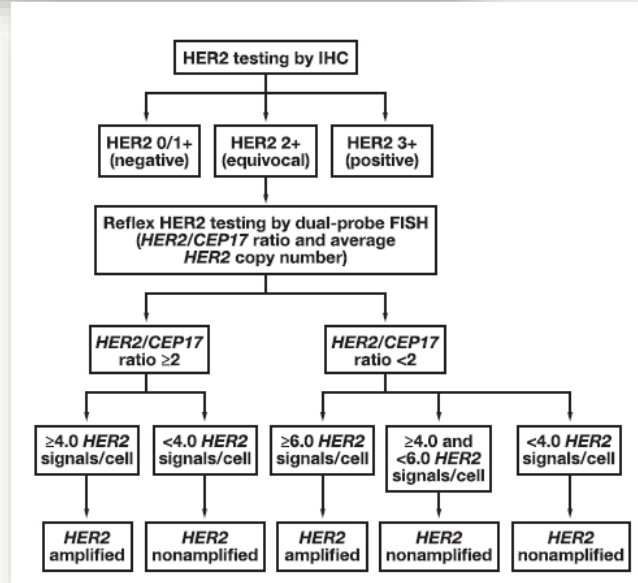 HER2 testing by IHC
HER2 0/1+
(negative)
HER2 2+
(equivocal)
HER2 3+
(positive)
Reflex HER2 testing by dual-probe FISH
(HER2/CEP17 ratio and average
HER2 copy number)
HER2/CEP17
ratio ≥2
HER2/CEP17
ratio <2
≥4.0 HER2
signals/cell
<4.0 HER2
signals/cell
≥6.0 HER2
signals/cell
≥4.0 and
<6.0 HER2
signals/cell
<4.0 HER2
signals/cell
HER2
amplified
HER2
nonamplified
HER2
amplified
HER2
nonamplified
HER2
nonamplified